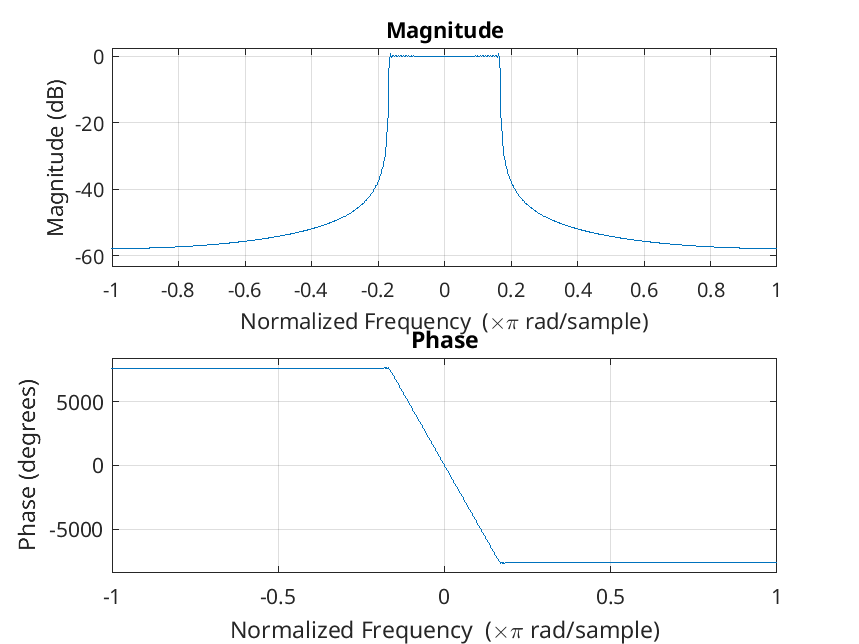 Magnitude
Magnitude (dB)
0
-20
-40
-60
-1 -0.8 -0.6 -0.4 -0.2 0 0.2 0.4 0.6 0.8 1
Normalized Frequency (×π rad/sample)
Phase
Phase (degrees)
5000
0
-5000
-1 -0.5 0 0.5 1
Normalized Frequency (×π rad/sample)